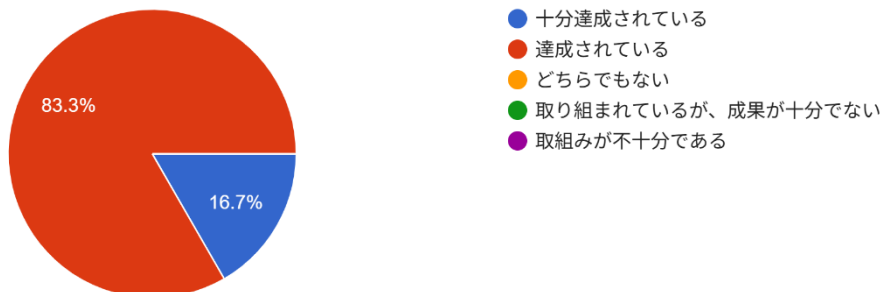 83.3%
16.7%
十分達成されている
達成されている
どちらでもない
取り組まれているが、成果が十分でない
取組みが不十分である